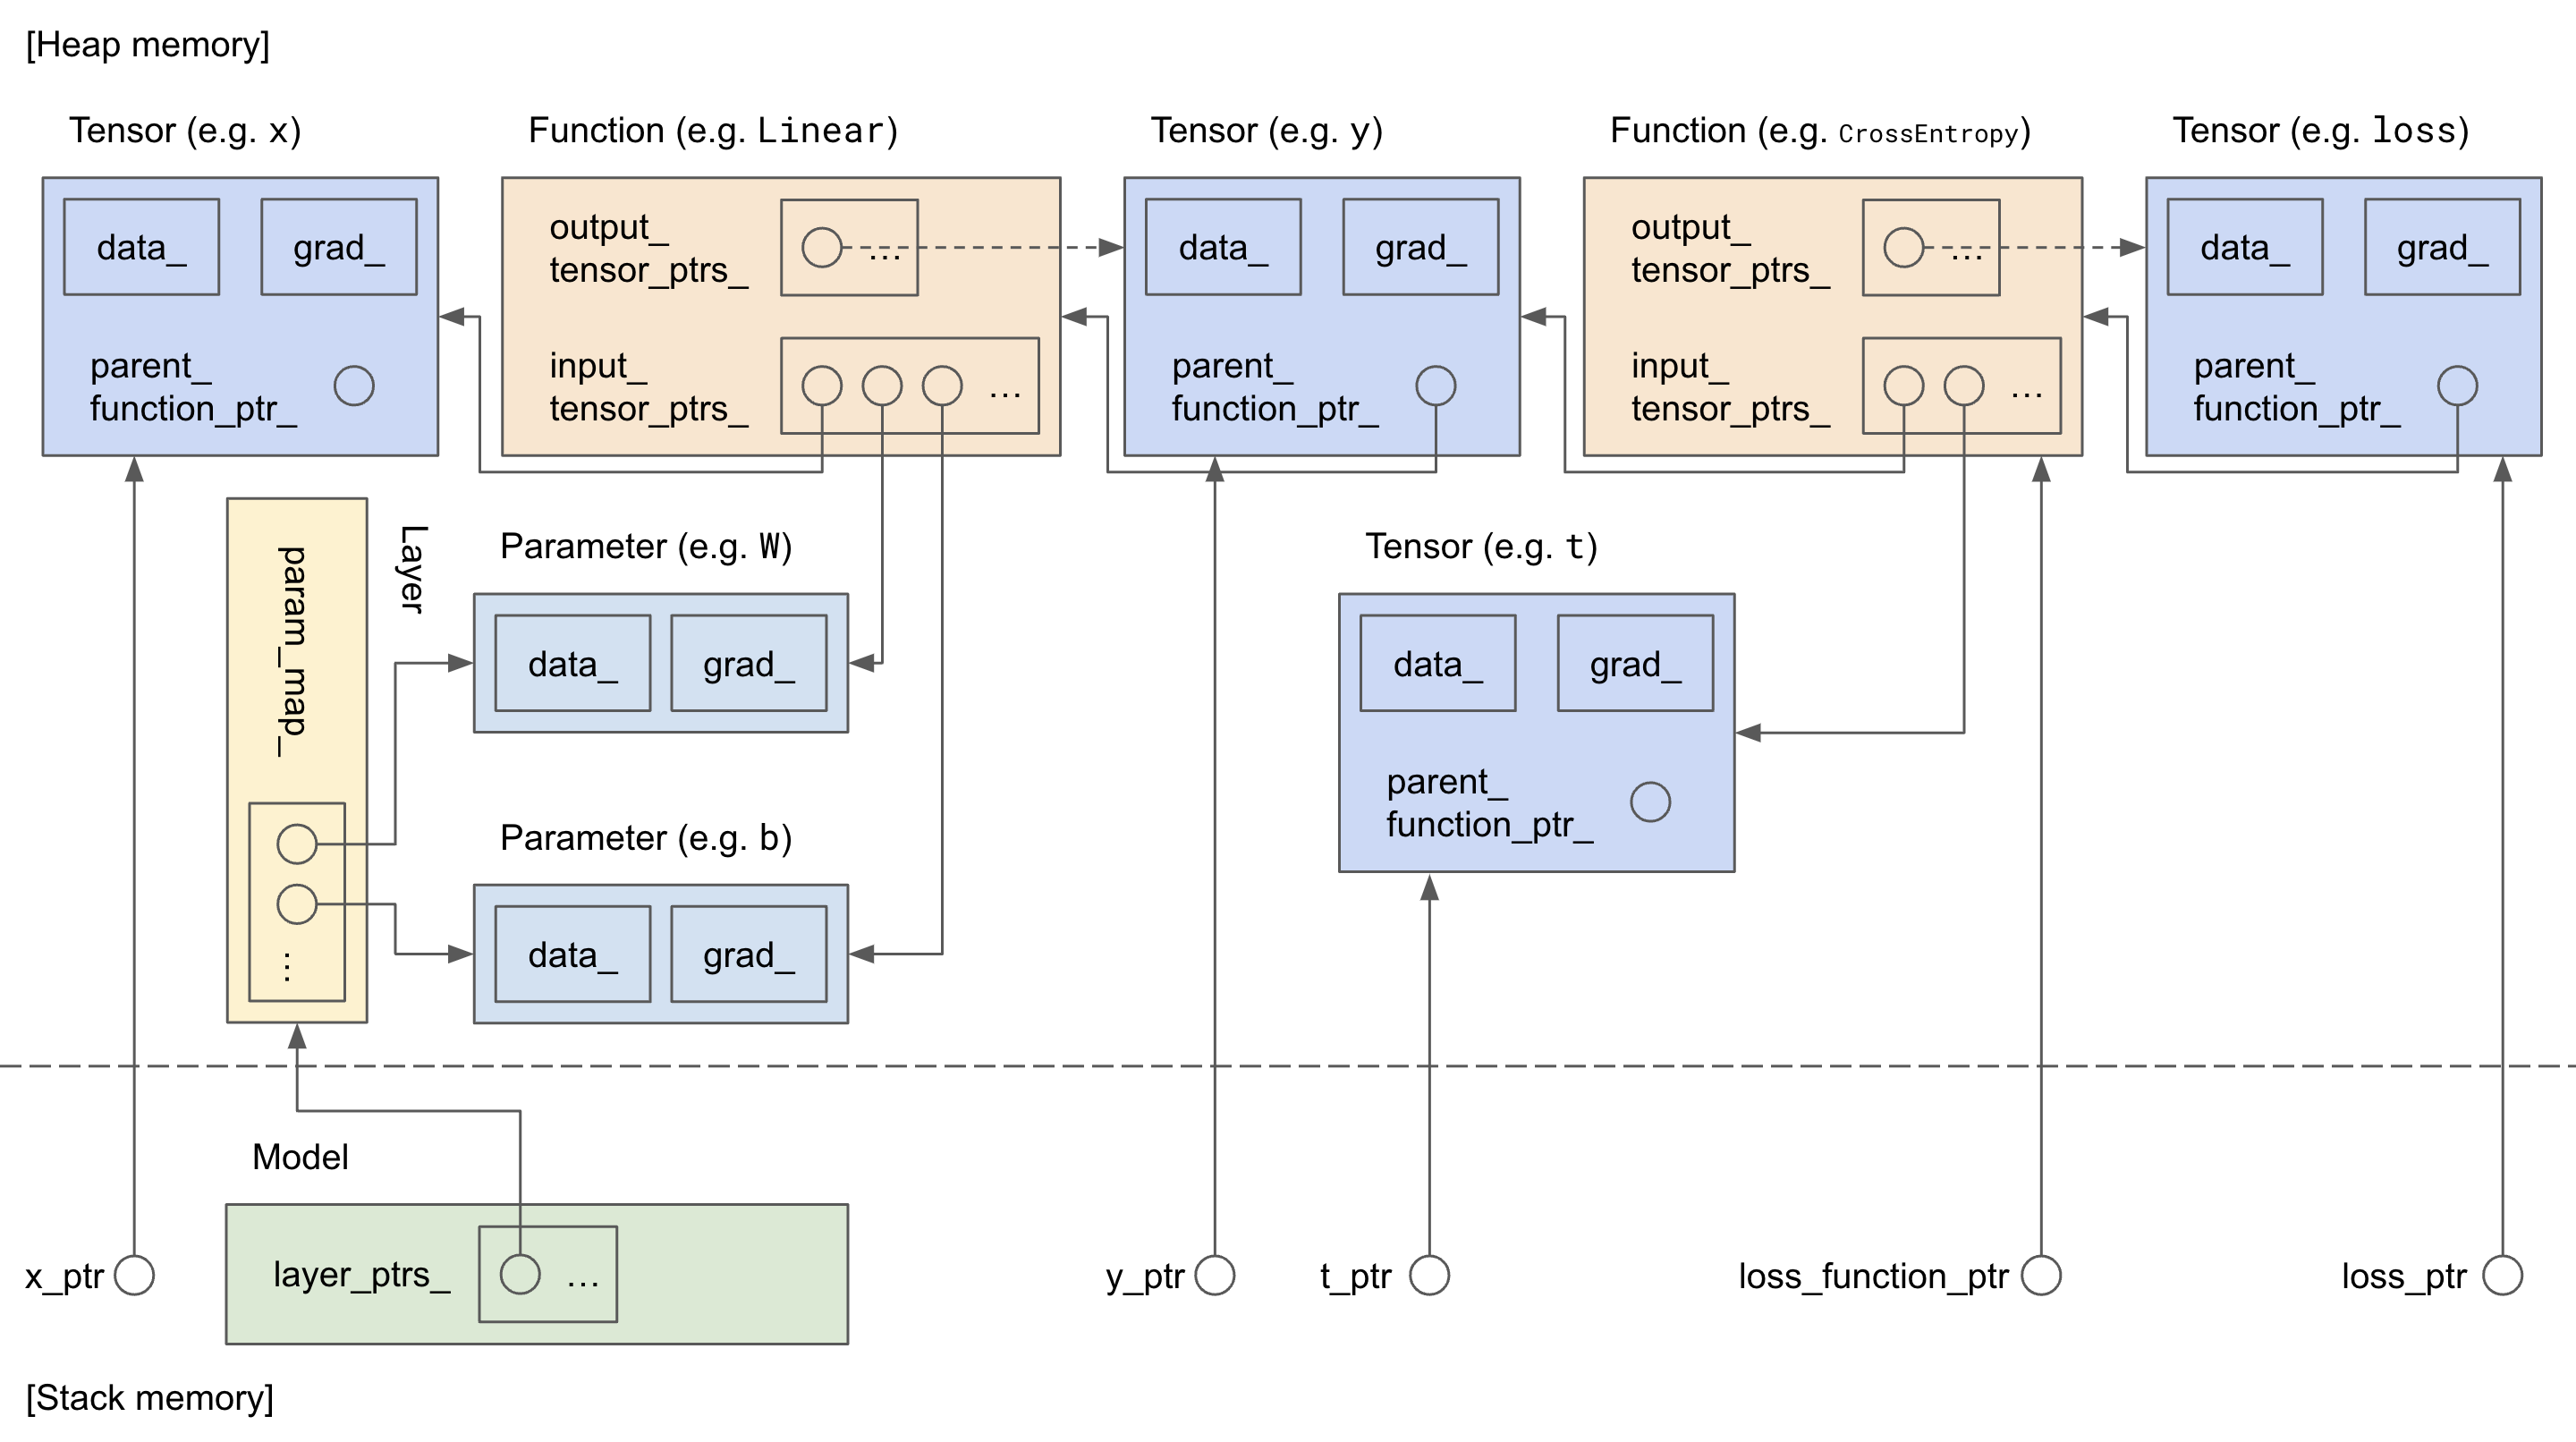 [Heap memory]
Tensor (e.g. x)
Function (e.g. Linear)
Tensor (e.g. y)
Function (e.g. CrossEntropy)
Tensor (e.g. loss)
data_
grad_
parent_
function_ptr_
output_
tensor_ptrs_
...
input_
tensor_ptrs_
...
data_
grad_
parent_
function_ptr_
output_
tensor_ptrs_
...
input_
tensor_ptrs_
...
data_
grad_
parent_
function_ptr_
param_map_
...
Layer
Parameter (e.g. W)
data_
grad_
Parameter (e.g. b)
data_
grad_
Tensor (e.g. t)
data_
grad_
parent_
function_ptr_
Model
layer_ptrs_
...
x_ptr
y_ptr
t_ptr
loss_function_ptr
loss_ptr
[Stack memory]